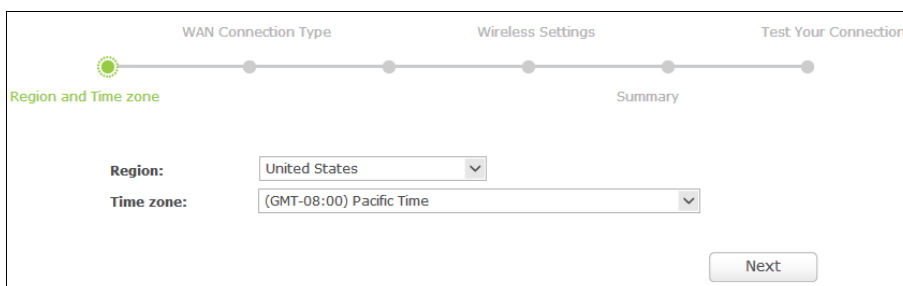 WAN Connection Type
Wireless Settings
Test Your Connection
Region and Time zone
Summary
Region:
United States
Time zone:
(GMT-08:00) Pacific Time
Next